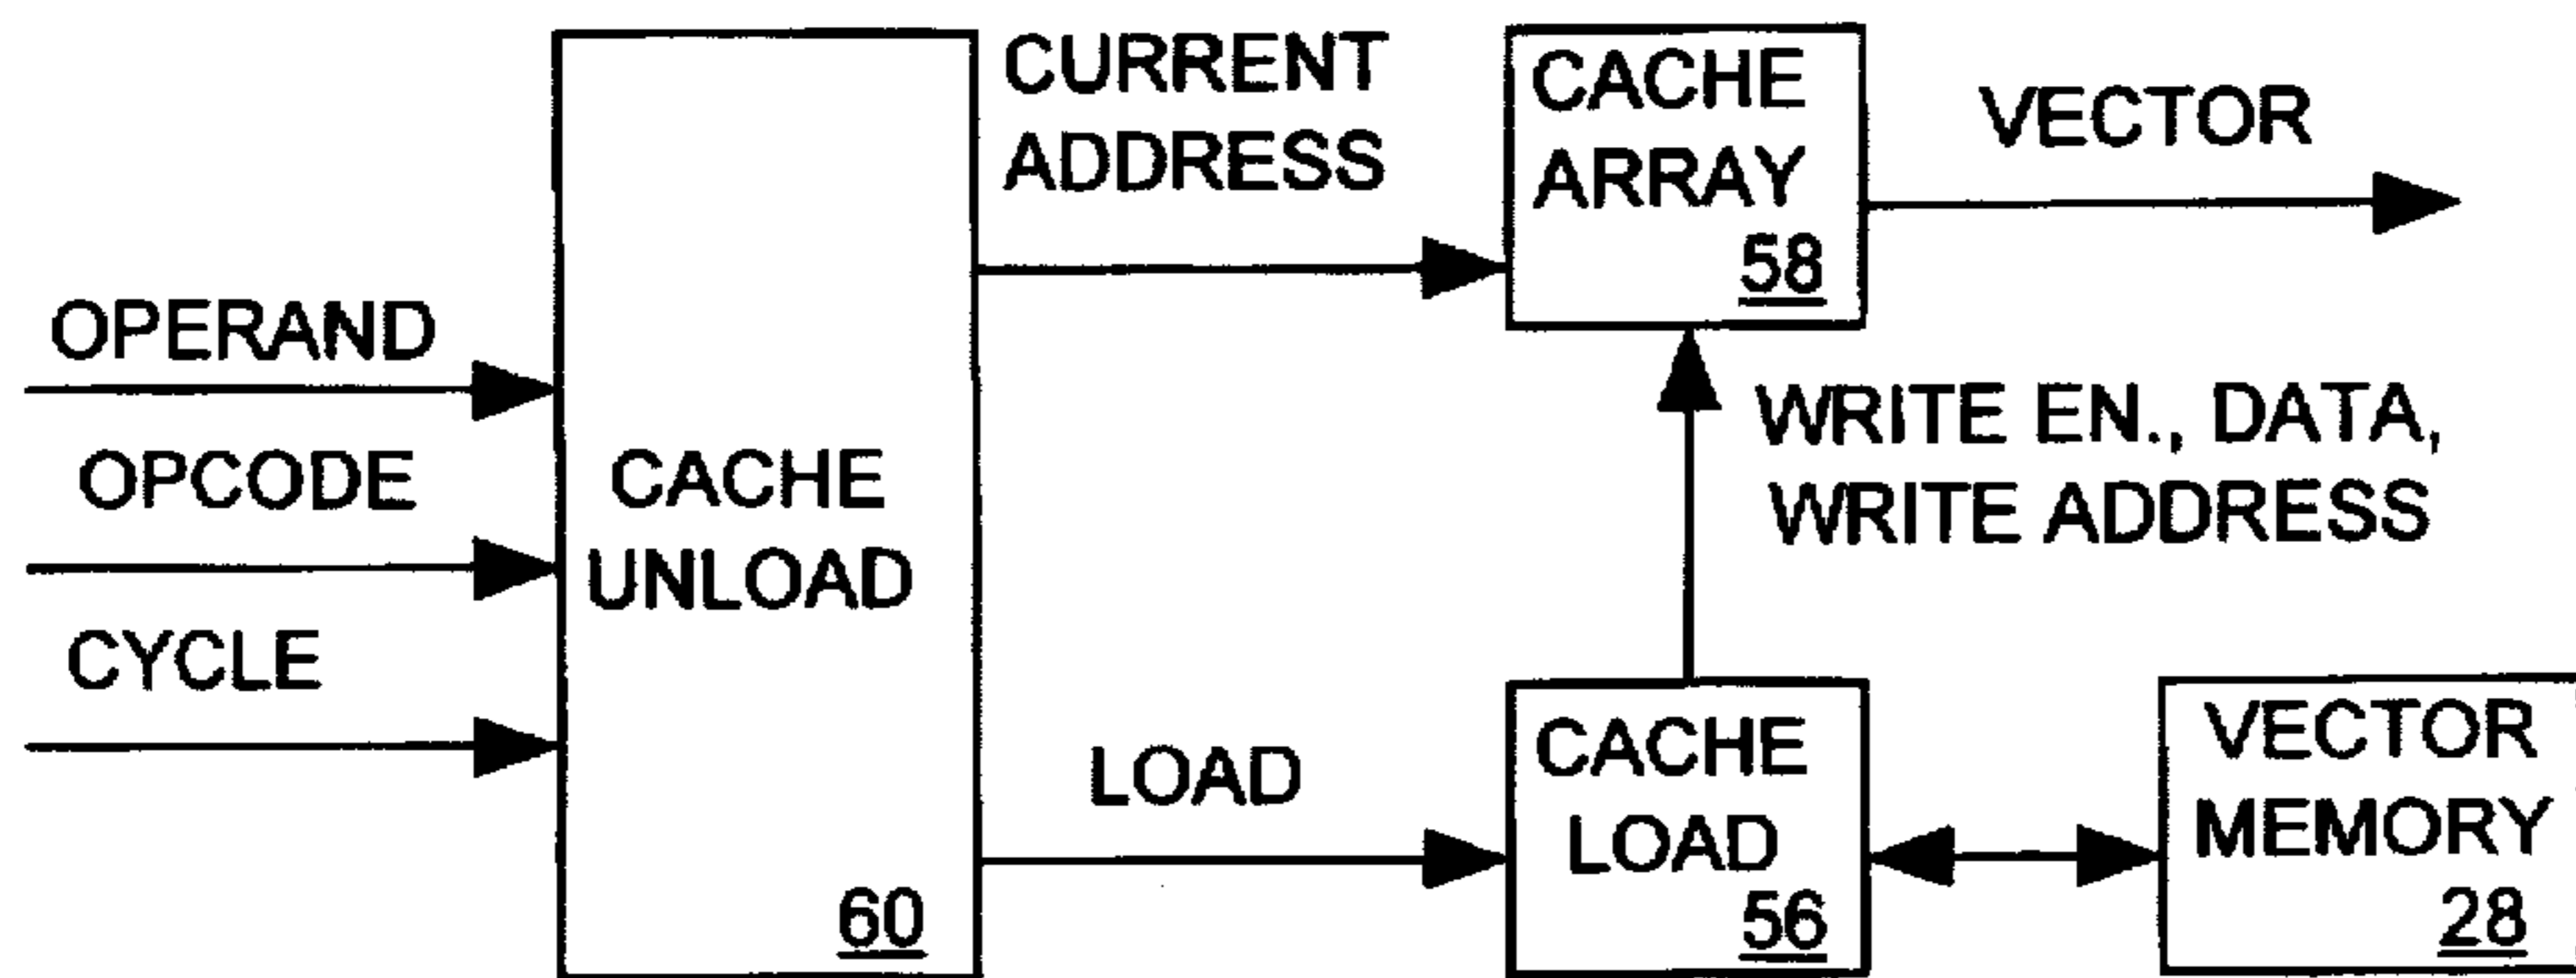 OPERAND
OPCODE
CYCLE
CACHE
UNLOAD
60
CURRENT
ADDRESS
LOAD
CACHE
ARRAY
58
VECTOR
WRITE EN., DATA,
WRITE ADDRESS
CACHE
LOAD
56
VECTOR
MEMORY
28